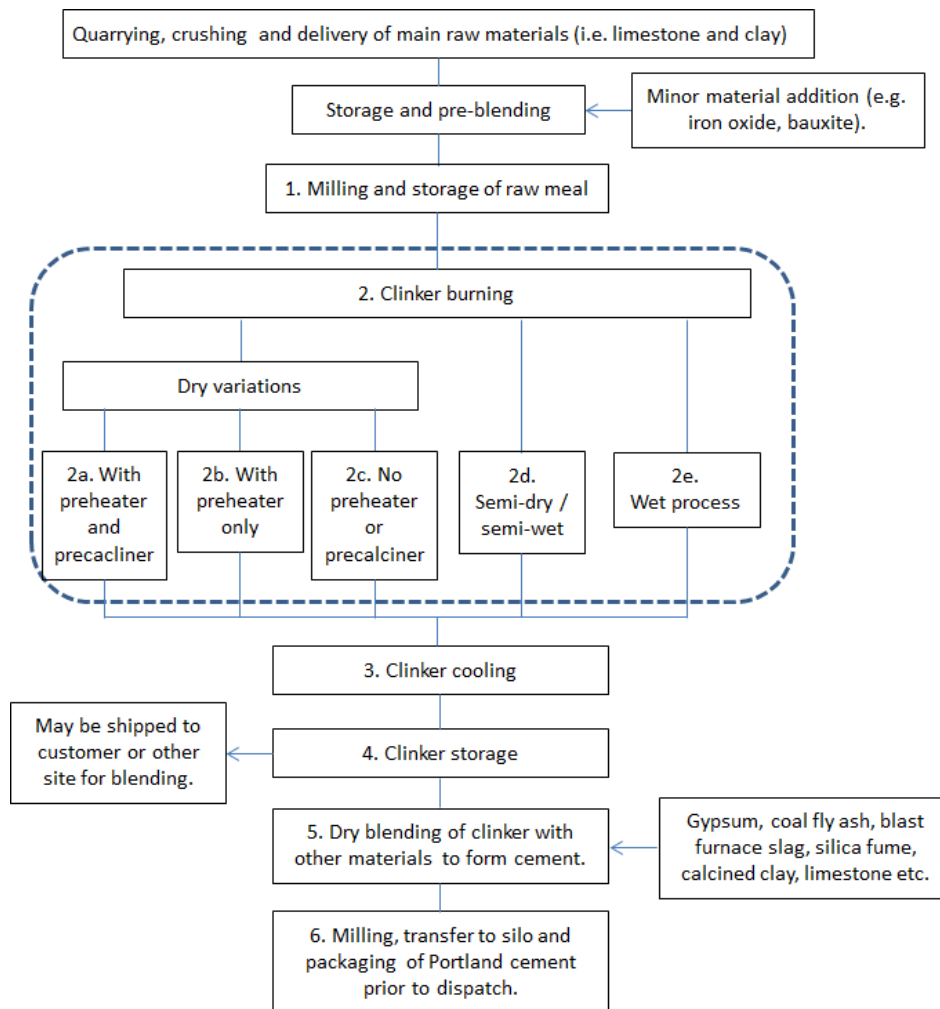 Quarrying, crushing and delivery of main raw materials (i.e. limestone and clay)
Storage and pre-blending
Minor material addition (e.g.
iron oxide, bauxite).
1. Milling and storage of raw meal
2. Clinker burning
Dry variations
2a. With
preheater
and
precacliner
2b. With
preheater
only
2c. No
preheater
or
precalciner
2d.
Semi-dry /
semi-wet
2e.
Wet process
3. Clinker cooling
May be shipped to
customer or other
site for blending.
4. Clinker storage
5. Dry blending of clinker with
other materials to form cement.
Gypsum, coal fly ash, blast
furnace slag, silica fume,
calcined clay, limestone etc.
6. Milling, transfer to silo and
packaging of Portland cement
prior to dispatch.